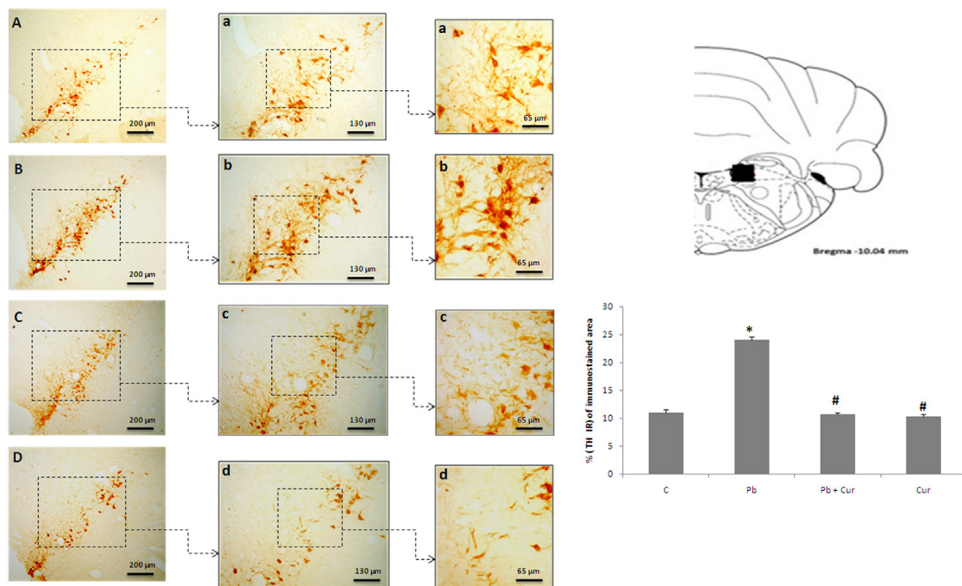 A
200 µm
a
130 µm
a
65 µm
B
200 µm
b
130 µm
b
65 µm
C
200 µm
c
130 µm
c
65 µm
D
200 µm
d
130 µm
d
65 µm
Bregma -10.04 mm
% (TH IR) of immunostained area
30
25
20
15
10
5
0
*
#
#
C
Pb
Pb + Cur
Cur